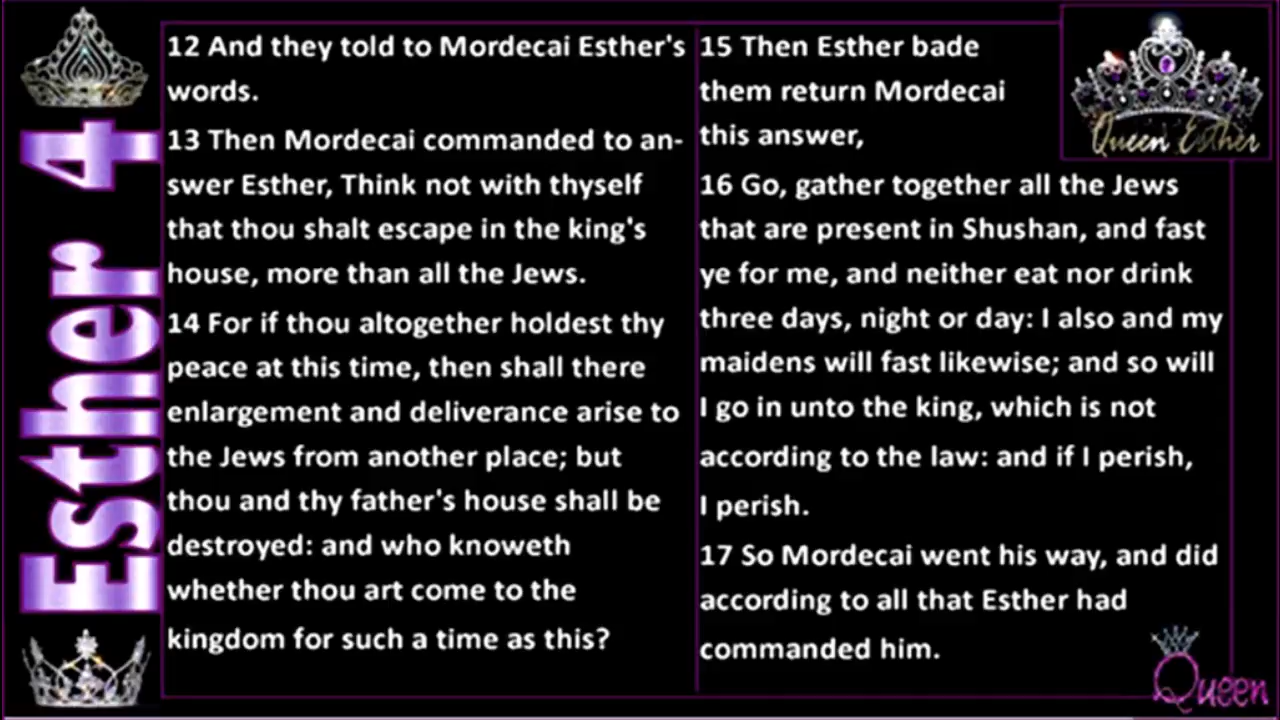 Esther 4
12 And they told to Mordecai Esther's
words.
13 Then Mordecai commanded to an-
swer Esther, Think not with thyself
that thou shalt escape in the king's
house, more than all the Jews.
14 For if thou altogether holdest thy
peace at this time, then shall there
enlargement and deliverance arise to
the Jews from another place; but
thou and thy father's house shall be
destroyed: and who knoweth
whether thou art come to the
kingdom for such a time as this?
15 Then Esther bade
them return Mordecai
this answer,
16 Go, gather together all the Jews
that are present in Shushan, and fast
ye for me, and neither eat nor drink
three days, night or day: I also and my
maidens will fast likewise; and so will
I go in unto the king, which is not
according to the law: and if I perish,
I perish.
17 So Mordecai went his way, and did
according to all that Esther had
commanded him.
Queen Esther
Queen